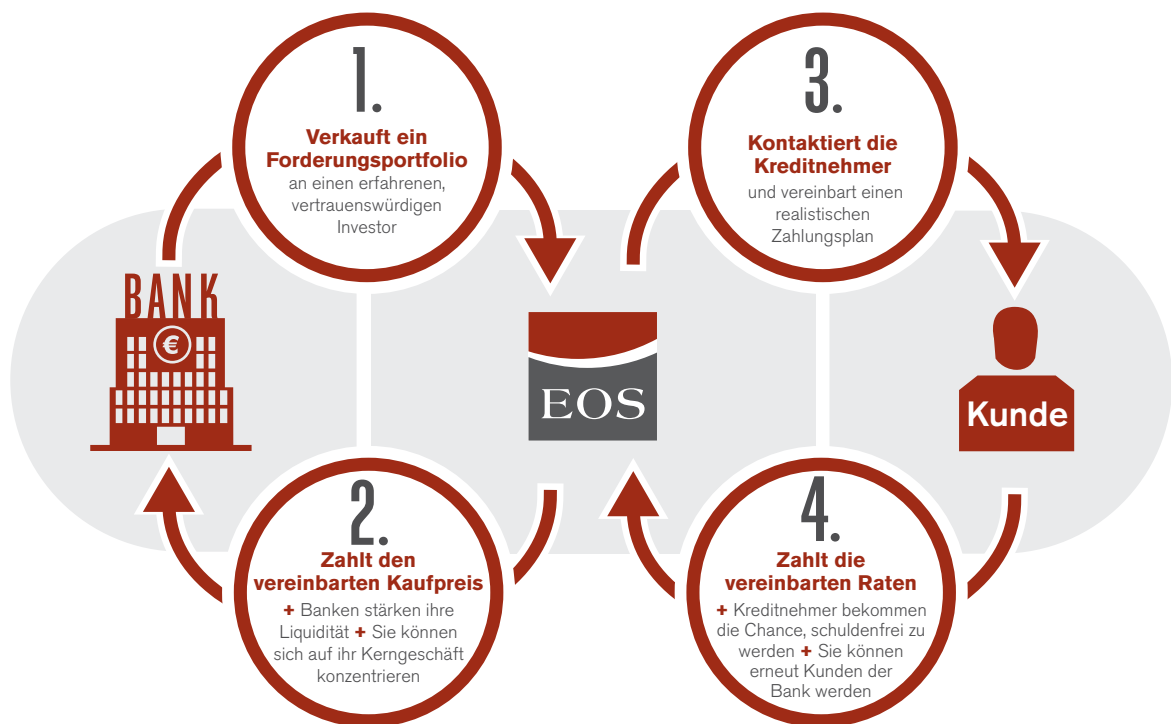 1.
Verkauft ein
Forderungsportfolio
an einen erfahrenen,
vertrauenswürdigen
Investor
3.
Kontaktiert die
Kreditnehmer
und vereinbart einen
realistischen
Zahlungsplan
BANK
€
EOS
Kunde
2.
Zahlt den
vereinbarten Kaufpreis
+ Banken stärken ihre
Liquidität + Sie können
sich auf ihr Kerngeschäft
konzentrieren
4.
Zahlt die
vereinbarten Raten
+ Kreditnehmer bekommen
die Chance, schuldenfrei zu
werden + Sie können
erneut Kunden der
Bank werden